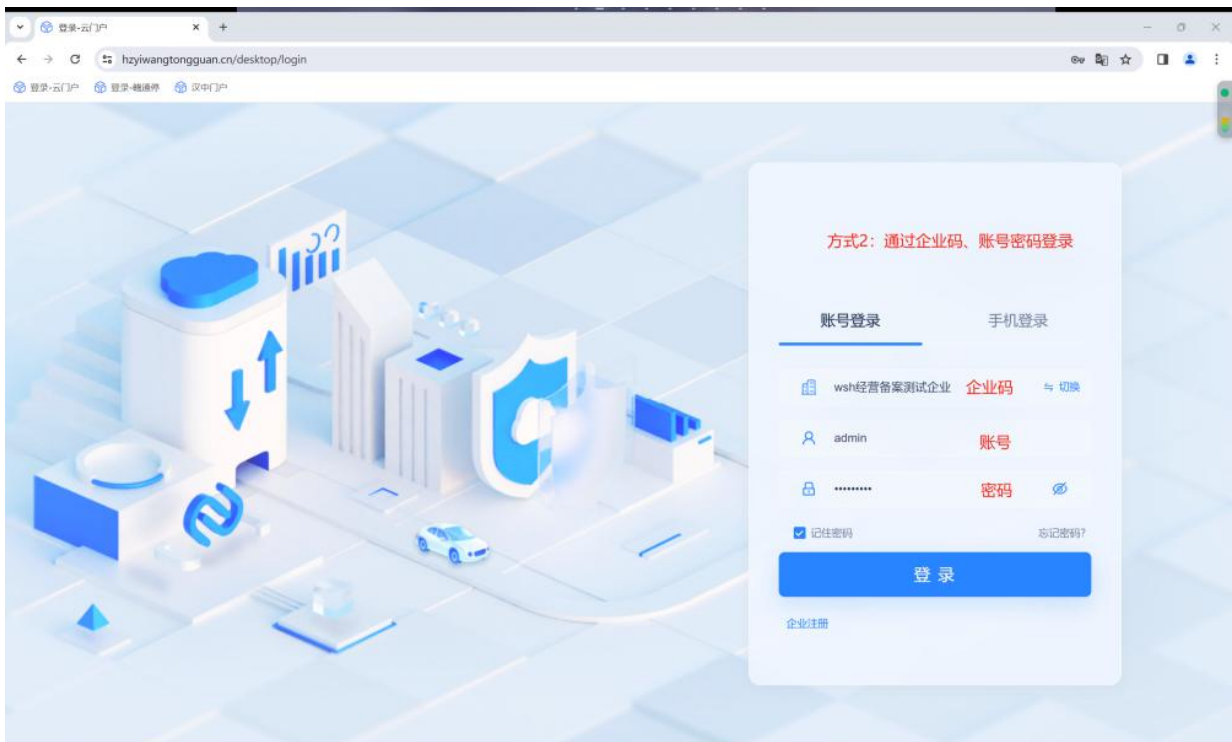 登录-云门户
hzyiwangtongguan.cn/desktop/login
登录-云门户 登录-穗通停 汉中门户
方式2：通过企业码、账号密码登录
账号登录 手机登录
wsh经营备案测试企业 企业码 切换
admin 账号
密码
记住密码 忘记密码?
登 录
企业注册